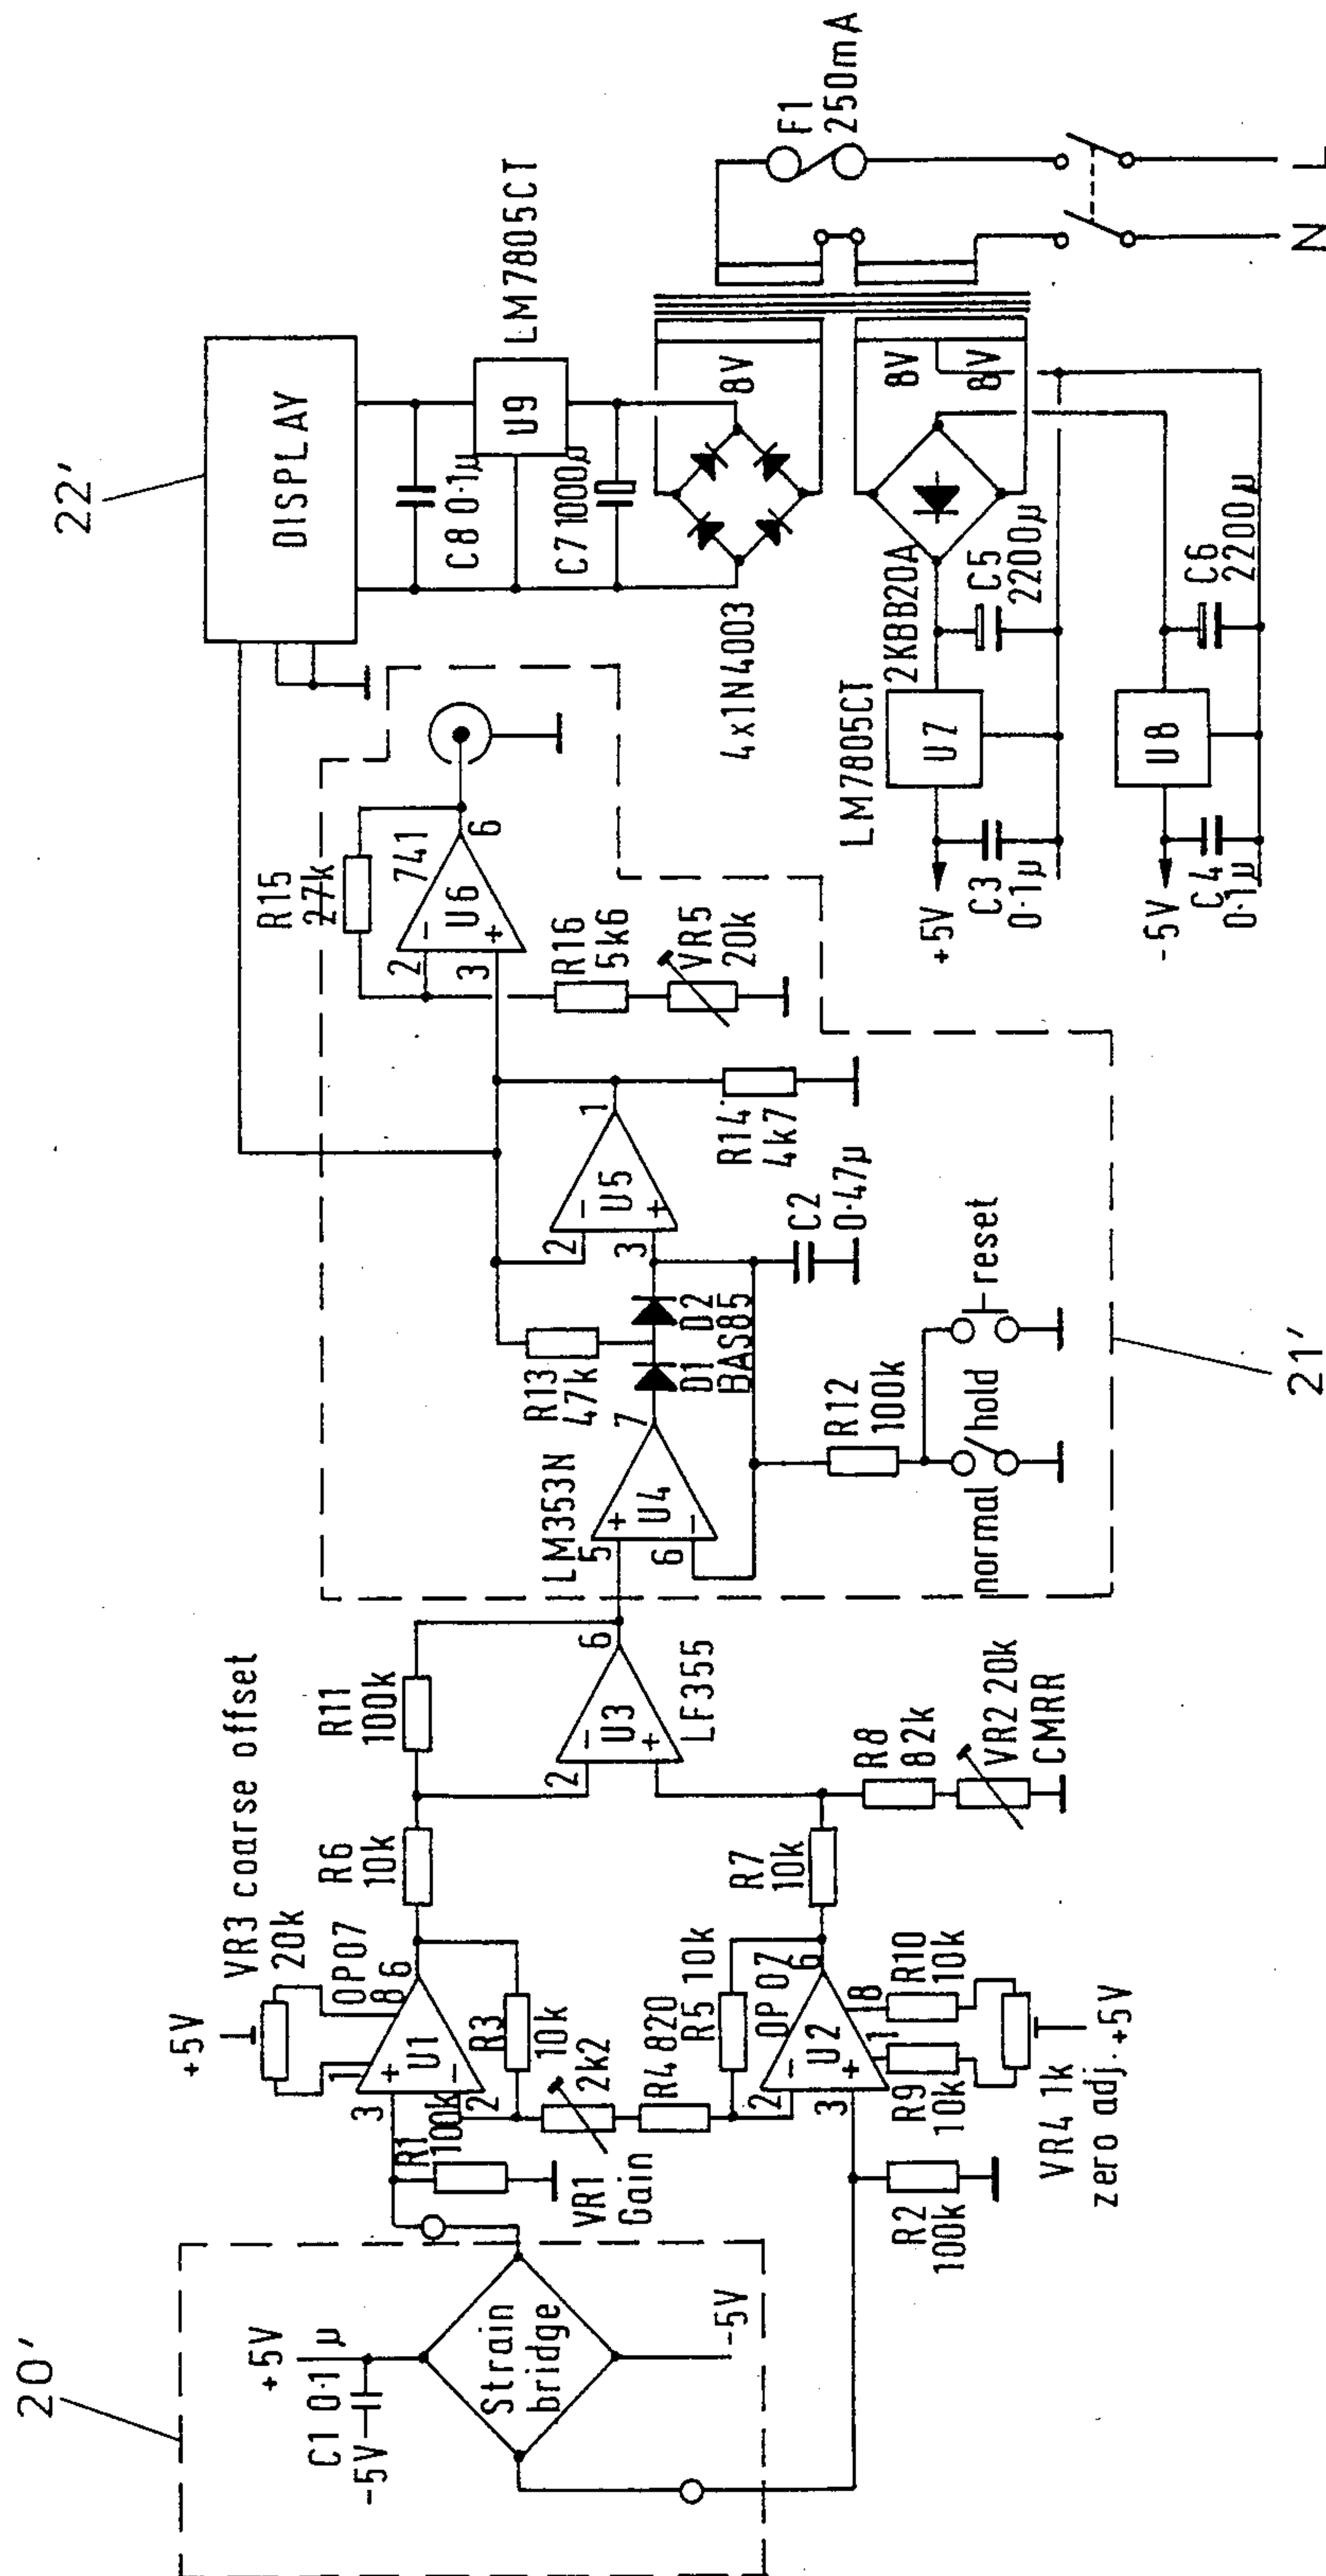 20'
+5V
C1 0·1µ
-5V
Strain
bridge
-5V
VR3 coarse offset
20k
+5V
OP07
8
6
1
3
U1
+
-
2
R1
100k
R3
10k
VR1
Gain
2k2
R4 820
R5 10k
OP07
6
2
3
-
U2
+
1
8
R9
10k
R10
10k
R2
100k
VR4 1k
zero adj.
+5V
R6
10k
R7
10k
R11
100k
2
-
U3
+
6
LF355
R8
82k
VR2 20k
CMRR
LM353N
5
6
+
U4
-
7
R13
47k
D1
D2
BAS85
R12
100k
normal
hold
reset
2
3
-
U5
+
1
C2
0·47µ
R14
4k7
21'
R15
27k
2
3
-
U6
+
741
6
R16
5k6
VR5
20k
22'
DISPLAY
C8 0·1µ
U9
LM7805CT
C7 1000µ
4x1N4003
8V
8V
8V
F1
250mA
N
L
LM7805CT
2KBB20A
U7
C5
2200µ
+5V
C3
0·1µ
U8
C6
2200µ
-5V
C4
0·1µ